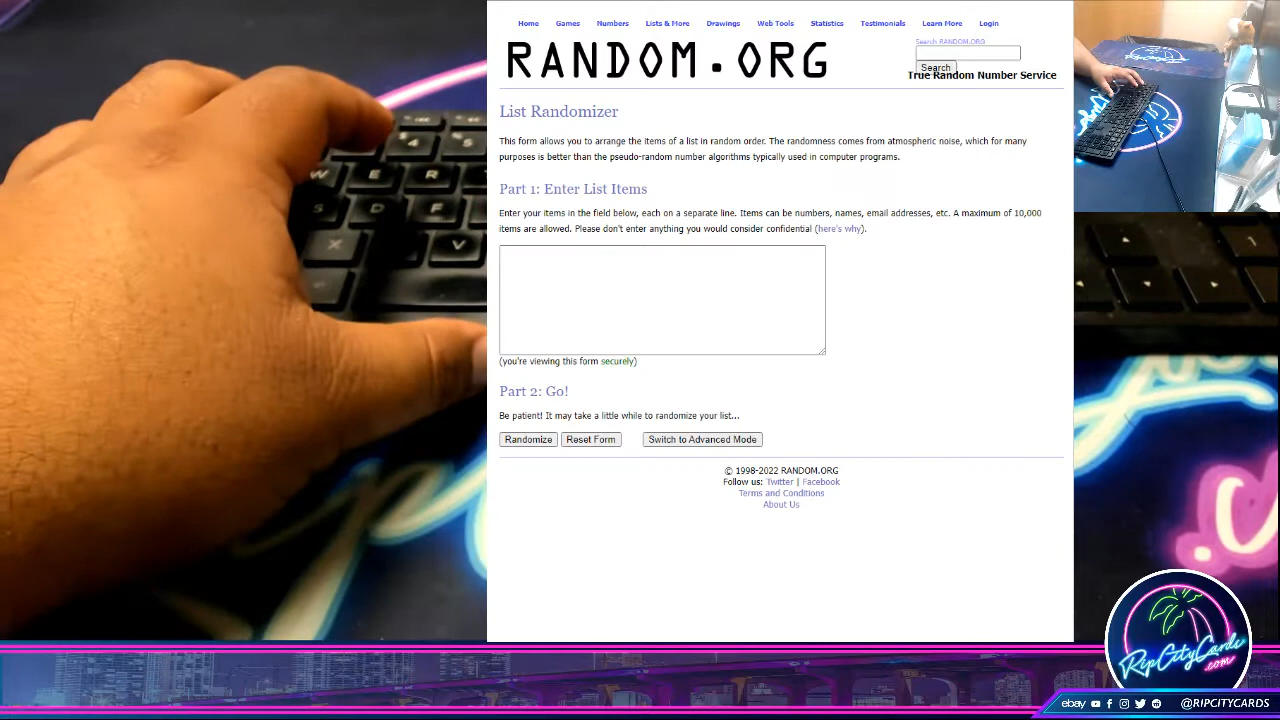 Home Games Numbers Lists & More Drawings Web Tools Statistics Testimonials Learn More Login
Search RANDOM.ORG
RANDOM.ORG
Search
True Random Number Service
List Randomizer
This form allows you to arrange the items of a list in random order. The randomness comes from atmospheric noise, which for many
purposes is better than the pseudo-random number algorithms typically used in computer programs.
Part 1: Enter List Items
Enter your items in the field below, each on a separate line. Items can be numbers, names, email addresses, etc. A maximum of 10,000
items are allowed. Please don't enter anything you would consider confidential (here's why).
(you're viewing this form securely)
Part 2: Go!
Be patient! It may take a little while to randomize your list...
Randomize Reset Form Switch to Advanced Mode
© 1998-2022 RANDOM.ORG
Follow us: Twitter | Facebook
Terms and Conditions
About Us
4
W E R
S D F
X V
RipCityCards
.com
ebay @RIPCITYCARDS